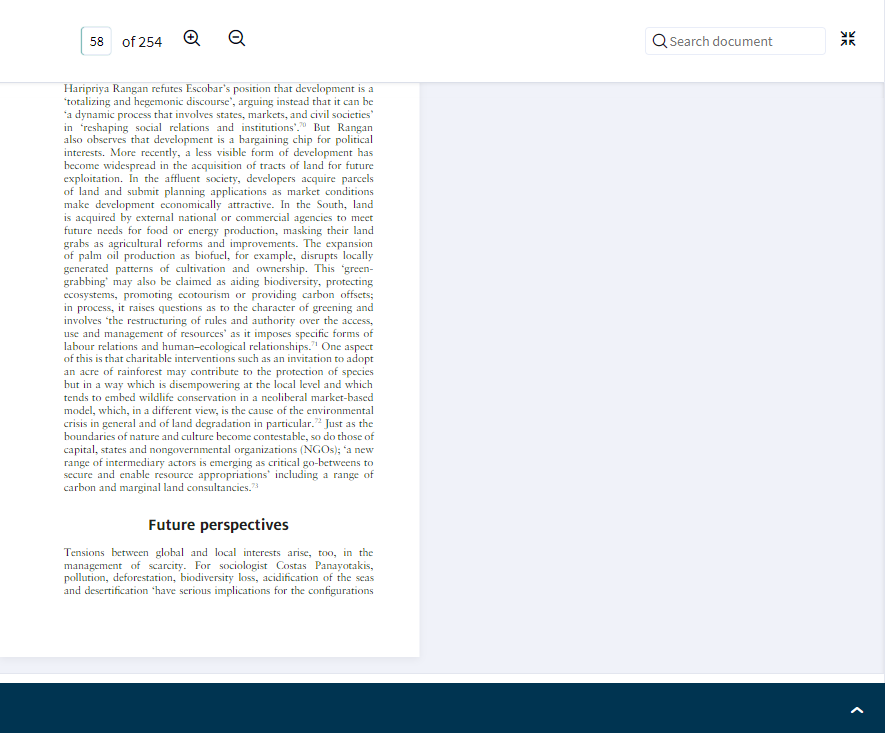 58 of 254
Search document
Haripriya Rangan refutes Escobar's position that development is a
‘totalizing and hegemonic discourse’, arguing instead that it can be
‘a dynamic process that involves states, markets, and civil societies’
in ‘reshaping social relations and institutions’.70 But Rangan
also observes that development is a bargaining chip for political
interests. More recently, a less visible form of development has
become widespread in the acquisition of tracts of land for future
exploitation. In the affluent society, developers acquire parcels
of land and submit planning applications as market conditions
make development economically attractive. In the South, land
is acquired by external national or commercial agencies to meet
future needs for food or energy production, masking their land
grabs as agricultural reforms and improvements. The expansion
of palm oil production as biofuel, for example, disrupts locally
generated patterns of cultivation and ownership. This ‘green-
grabbing’ may also be claimed as aiding biodiversity, protecting
ecosystems, promoting ecotourism or providing carbon offsets;
in process, it raises questions as to the character of greening and
involves ‘the restructuring of rules and authority over the access,
use and management of resources’ as it imposes specific forms of
labour relations and human–ecological relationships.71 One aspect
of this is that charitable interventions such as an invitation to adopt
an acre of rainforest may contribute to the protection of species
but in a way which is disempowering at the local level and which
tends to embed wildlife conservation in a neoliberal market-based
model, which, in a different view, is the cause of the environmental
crisis in general and of land degradation in particular.72 Just as the
boundaries of nature and culture become contestable, so do those of
capital, states and nongovernmental organizations (NGOs); ‘a new
range of intermediary actors is emerging as critical go-betweens to
secure and enable resource appropriations’ including a range of
carbon and marginal land consultancies.73
Future perspectives
Tensions between global and local interests arise, too, in the
management of scarcity. For sociologist Costas Panayotakis,
pollution, deforestation, biodiversity loss, acidification of the seas
and desertification ‘have serious implications for the configurations